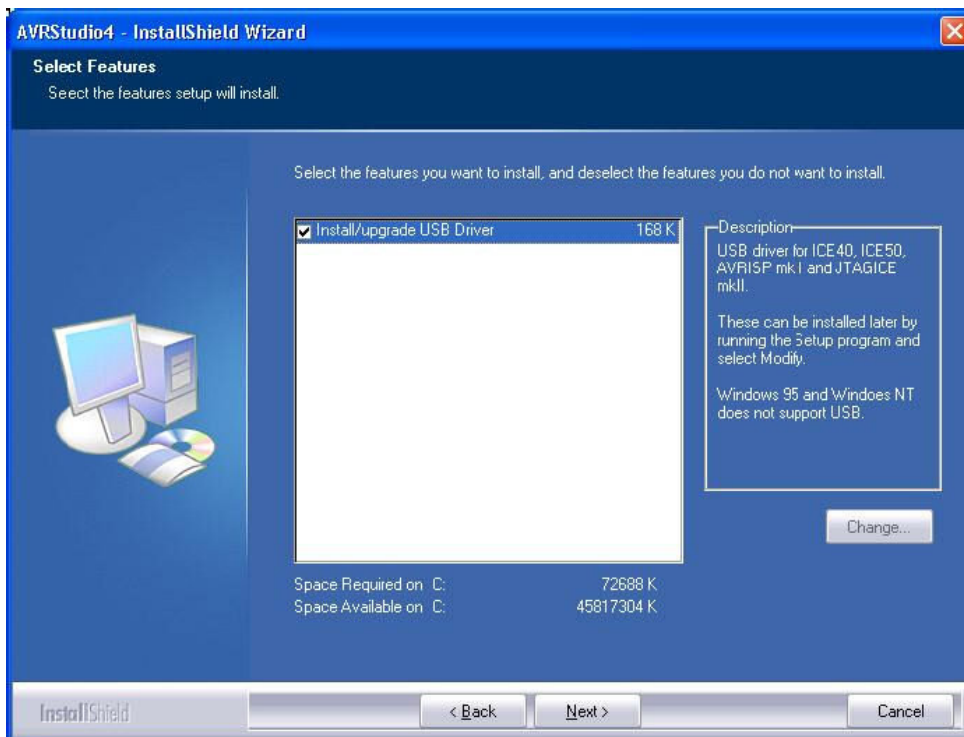 AVRStudio4 - InstallShield Wizard
Select Features
Seect the features setup will install.
Select the features you want to install, and deselect the features you do not want to install.
Install/upgrade USB Driver 168 K
Description
USB driver for ICE40, ICE50,
AVRISP mk I and JTAGICE
mkII.
These can be installed later by
running the Setup program and
select Modify.
Windows 95 and Windoes NT
does not support USB.
Change...
Space Required on C: 72688 K
Space Available on C: 45817304 K
InstallShield
< Back
Next >
Cancel